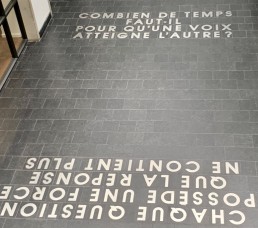 COMBIEN DE TEMPS
FAUT-IL
POUR QU'UNE VOIX
ATTEIGNE L'AUTRE ?
CHAQUE QUESTION
POSSÈDE UNE FORCE
QUE LA RÉPONSE
NE CONTIENT PLUS